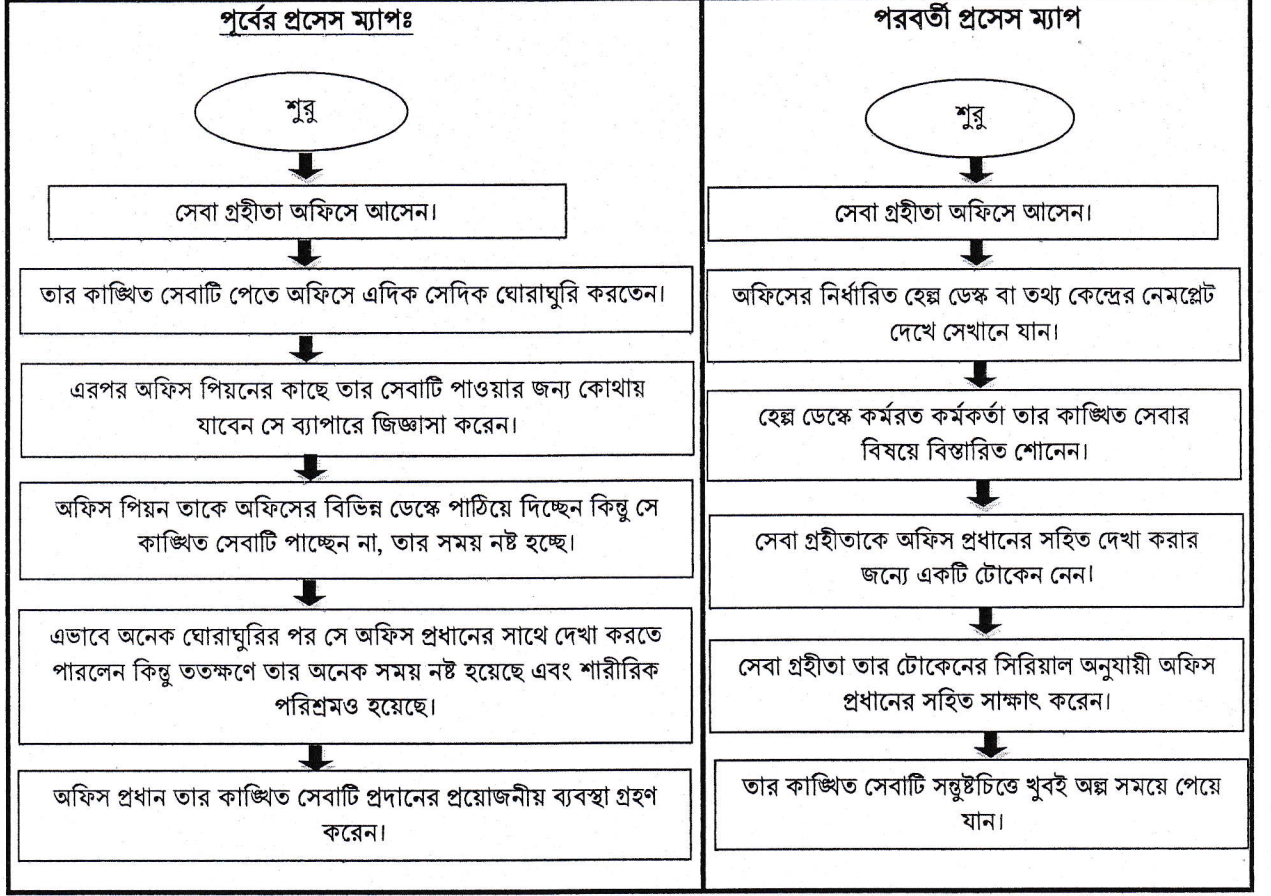 পূর্বের প্রসেস ম্যাপঃ
শুরু
সেবা গ্রহীতা অফিসে আসেন।
তার কাঙ্খিত সেবাটি পেতে অফিসে এদিক সেদিক ঘোরাঘুরি করতেন।
এরপর অফিস পিয়নের কাছে তার সেবাটি পাওয়ার জন্য কোথায়
যাবেন সে ব্যাপারে জিজ্ঞাসা করেন।
অফিস পিয়ন তাকে অফিসের বিভিন্ন ডেস্কে পাঠিয়ে দিচ্ছেন কিন্তু সে
কাঙ্খিত সেবাটি পাচ্ছেন না, তার সময় নষ্ট হচ্ছে।
এভাবে অনেক ঘোরাঘুরির পর সে অফিস প্রধানের সাথে দেখা করতে
পারলেন কিন্তু ততক্ষণে তার অনেক সময় নষ্ট হয়েছে এবং শারীরিক
পরিশ্রমও হয়েছে।
অফিস প্রধান তার কাঙ্খিত সেবাটি প্রদানের প্রয়োজনীয় ব্যবস্থা গ্রহণ
করেন।
পরবর্তী প্রসেস ম্যাপ
শুরু
সেবা গ্রহীতা অফিসে আসেন।
অফিসের নির্ধারিত হেল্প ডেস্ক বা তথ্য কেন্দ্রের নেমপ্লেট
দেখে সেখানে যান।
হেল্প ডেস্কে কর্মরত কর্মকর্তা তার কাঙ্খিত সেবার
বিষয়ে বিস্তারিত শোনেন।
সেবা গ্রহীতাকে অফিস প্রধানের সহিত দেখা করার
জন্যে একটি টোকেন নেন।
সেবা গ্রহীতা তার টোকেনের সিরিয়াল অনুযায়ী অফিস
প্রধানের সহিত সাক্ষাৎ করেন।
তার কাঙ্খিত সেবাটি সন্তুষ্টচিত্তে খুবই অল্প সময়ে পেয়ে
যান।